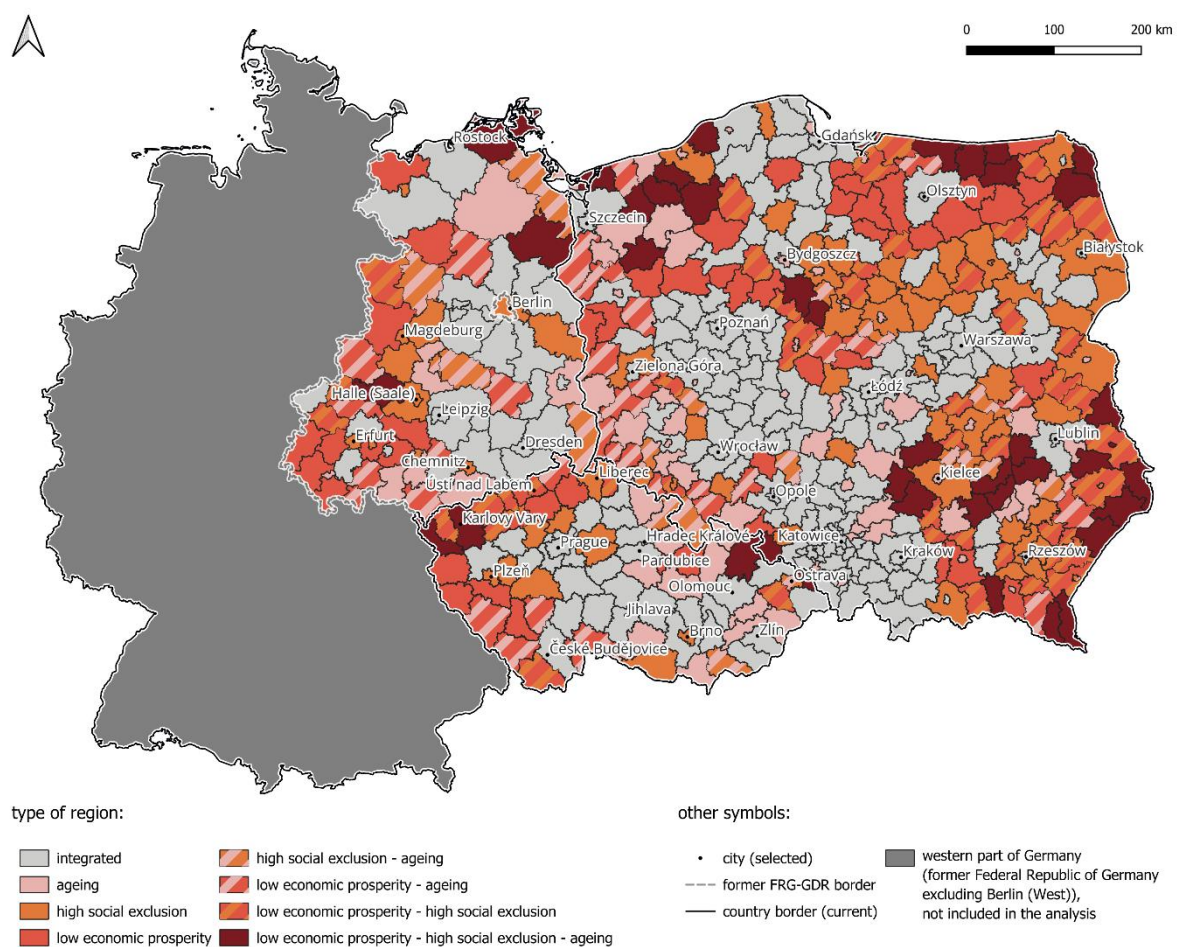 0 100 200 km
Rostock
Gdańsk
Olsztyn
Szczecin
Białystok
Bydgoszcz
Berlin
Poznań
Magdeburg
Warszawa
Zielona Góra
Łódź
Halle (Saale)
Leipzig
Erfurt
Dresden
Wrocław
Lublin
Chemnitz
Liberec
Kielce
Ústí nad Labem
Opole
Karlovy Vary
Hradec Králové
Katowice
Prague
Pardubice
Kraków
Rzeszów
Plzeň
Olomouc
Ostrava
Jihlava
Brno
Zlín
České Budějovice
type of region:
other symbols:
integrated
ageing
high social exclusion
low economic prosperity
high social exclusion - ageing
low economic prosperity - ageing
low economic prosperity - high social exclusion
low economic prosperity - high social exclusion - ageing
city (selected)
former FRG-GDR border
country border (current)
western part of Germany
(former Federal Republic of Germany
excluding Berlin (West)),
not included in the analysis